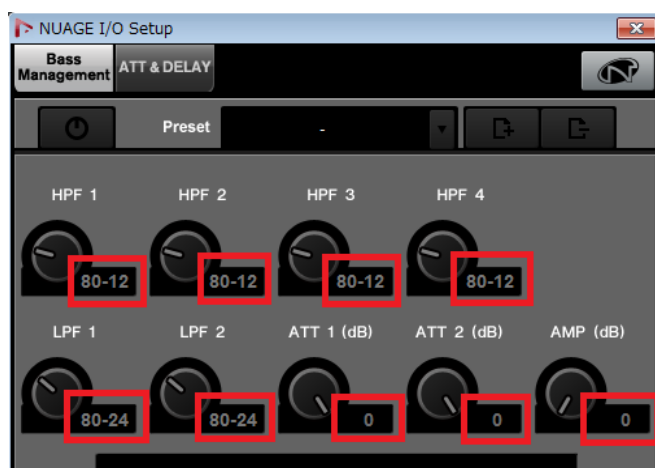 NUAGE I/O Setup
Bass Management
ATT & DELAY
Preset -
HPF 1 HPF 2 HPF 3 HPF 4
80-12 80-12 80-12 80-12
LPF 1 LPF 2 ATT 1 (dB) ATT 2 (dB) AMP (dB)
80-24 80-24 0 0 0